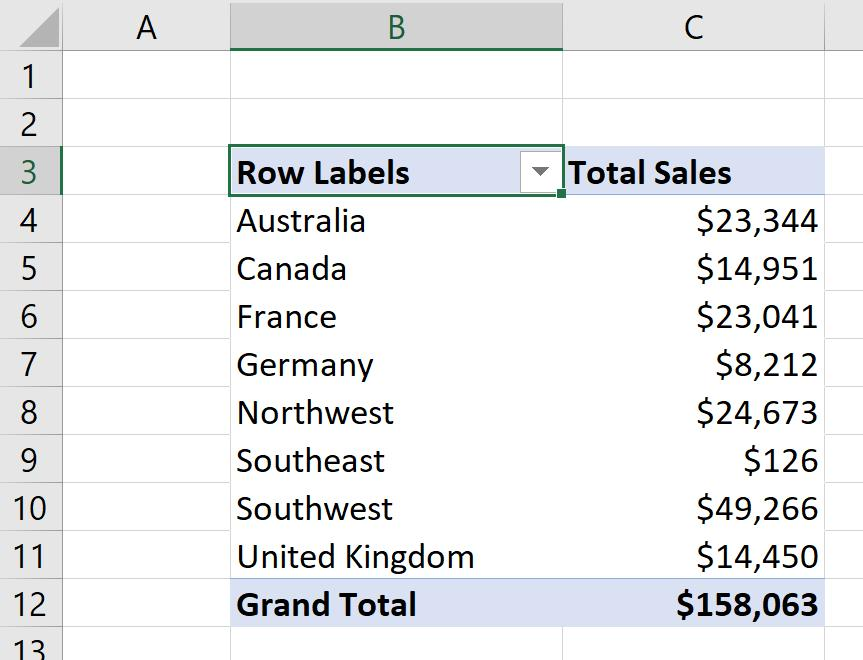 A B C
1
2
3 Row Labels Total Sales
4 Australia $23,344
5 Canada $14,951
6 France $23,041
7 Germany $8,212
8 Northwest $24,673
9 Southeast $126
10 Southwest $49,266
11 United Kingdom $14,450
12 Grand Total $158,063
13